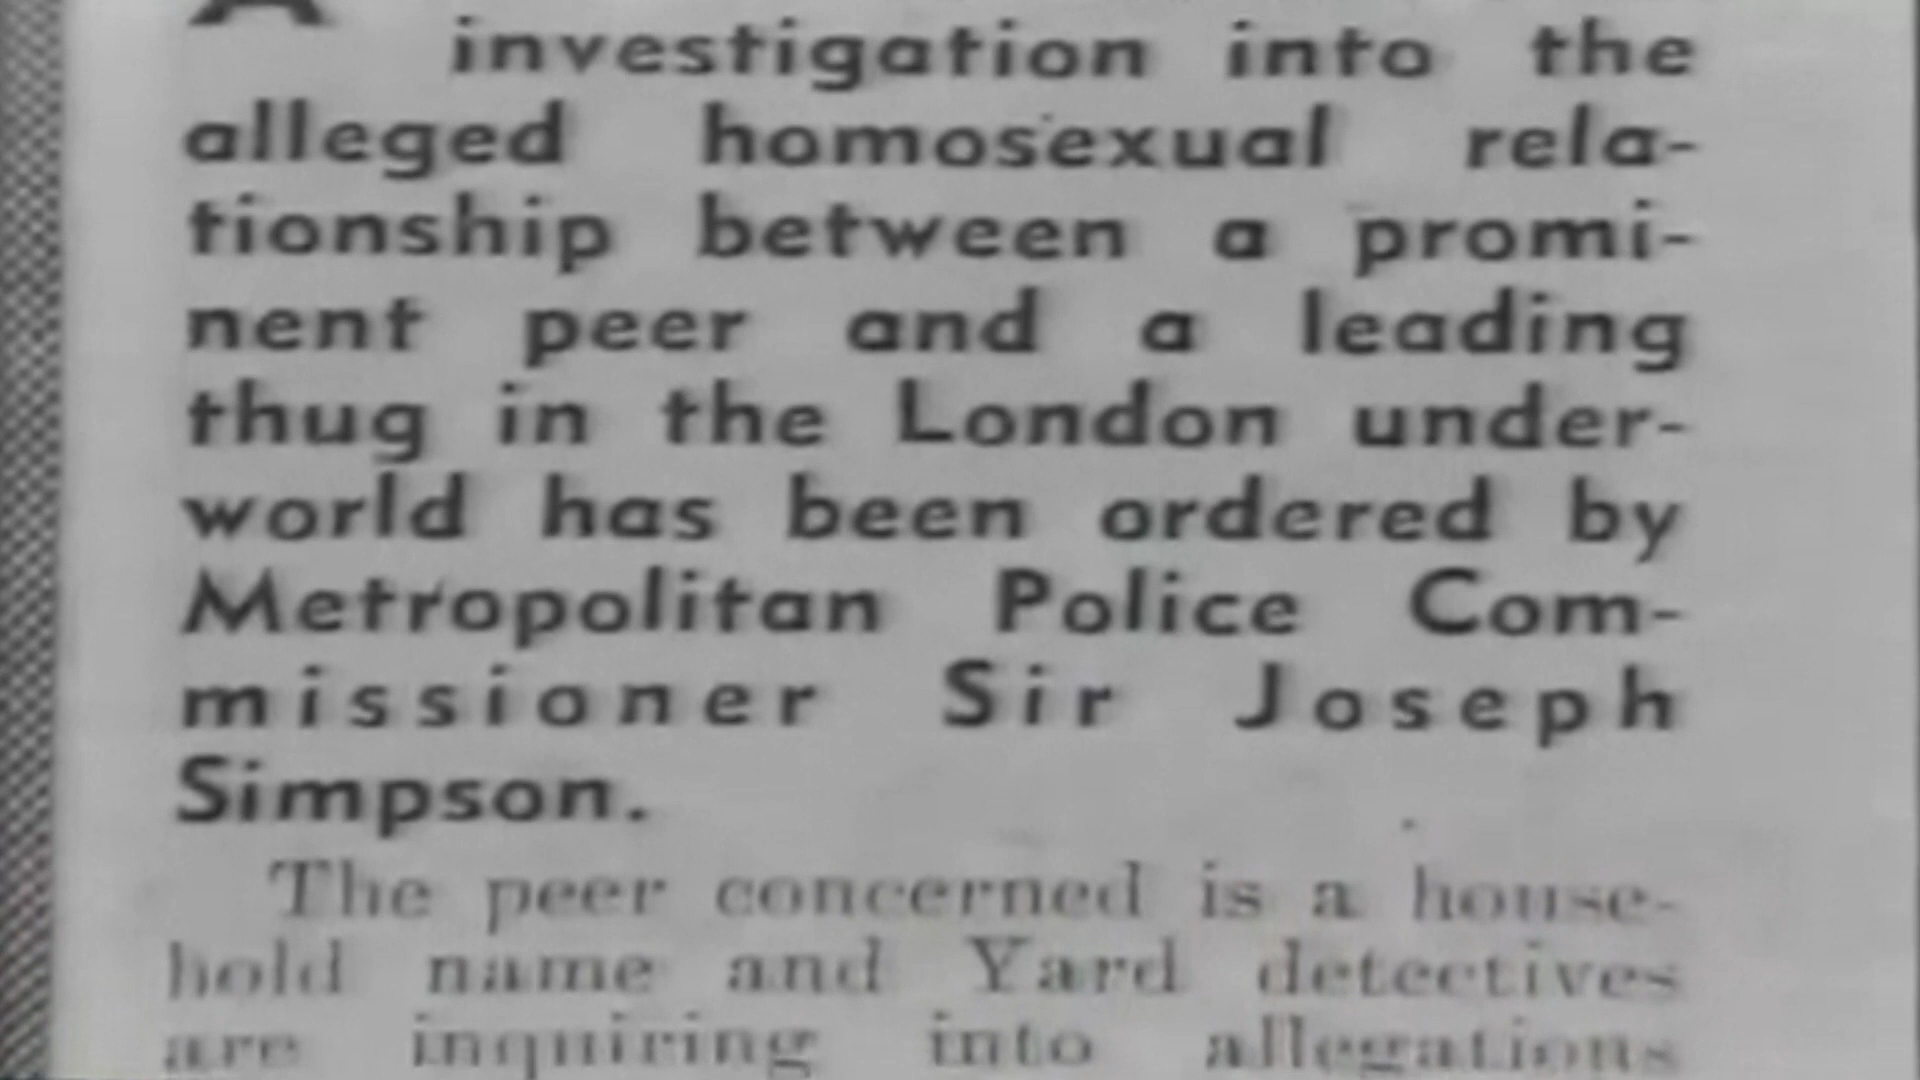 A investigation into the
alleged homosexual rela-
tionship between a promi-
nent peer and a leading
thug in the London under-
world has been ordered by
Metropolitan Police Com-
missioner Sir Joseph
Simpson.
The peer concerned is a house-
hold name and Yard detectives
are inquiring into allegations